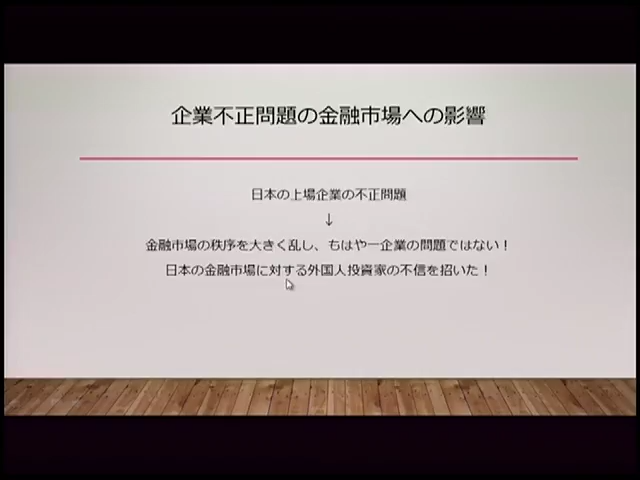 企業不正問題の金融市場への影響
日本の上場企業の不正問題
↓
金融市場の秩序を大きく乱し、もはや一企業の問題ではない！
日本の金融市場に対する外国人投資家の不信を招いた！